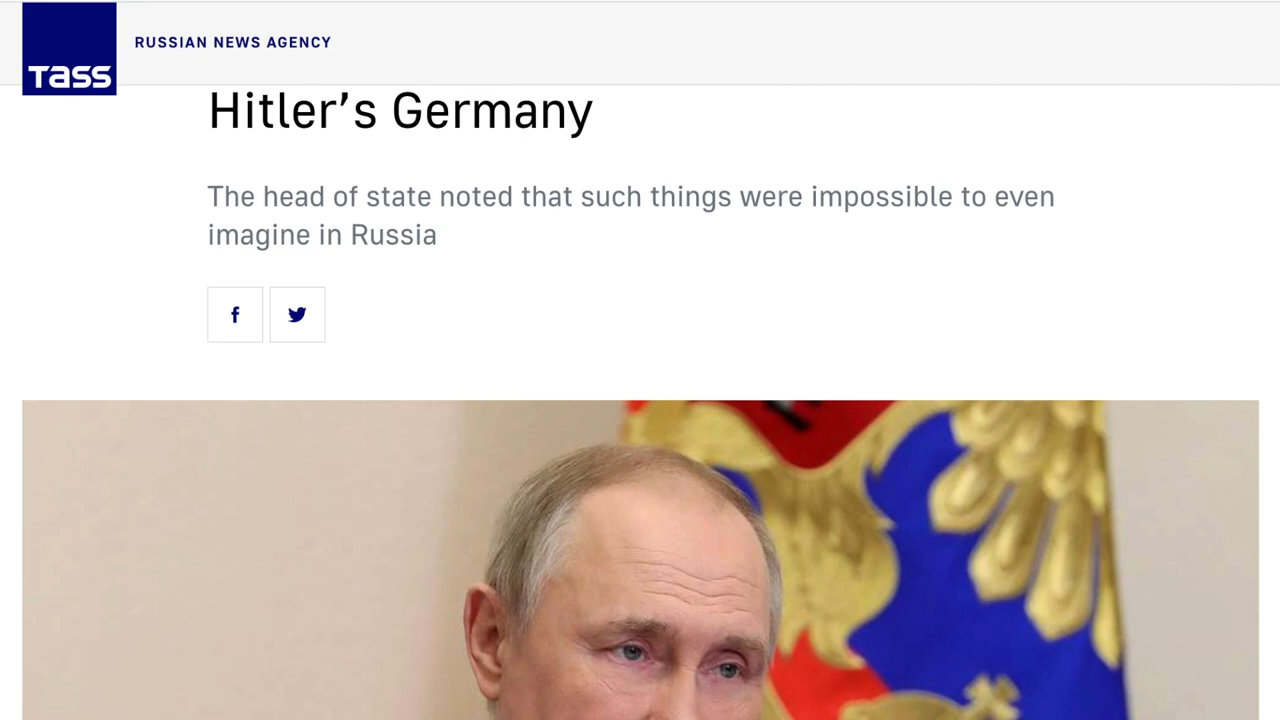 TASS
RUSSIAN NEWS AGENCY
Hitler’s Germany
The head of state noted that such things were impossible to even
imagine in Russia